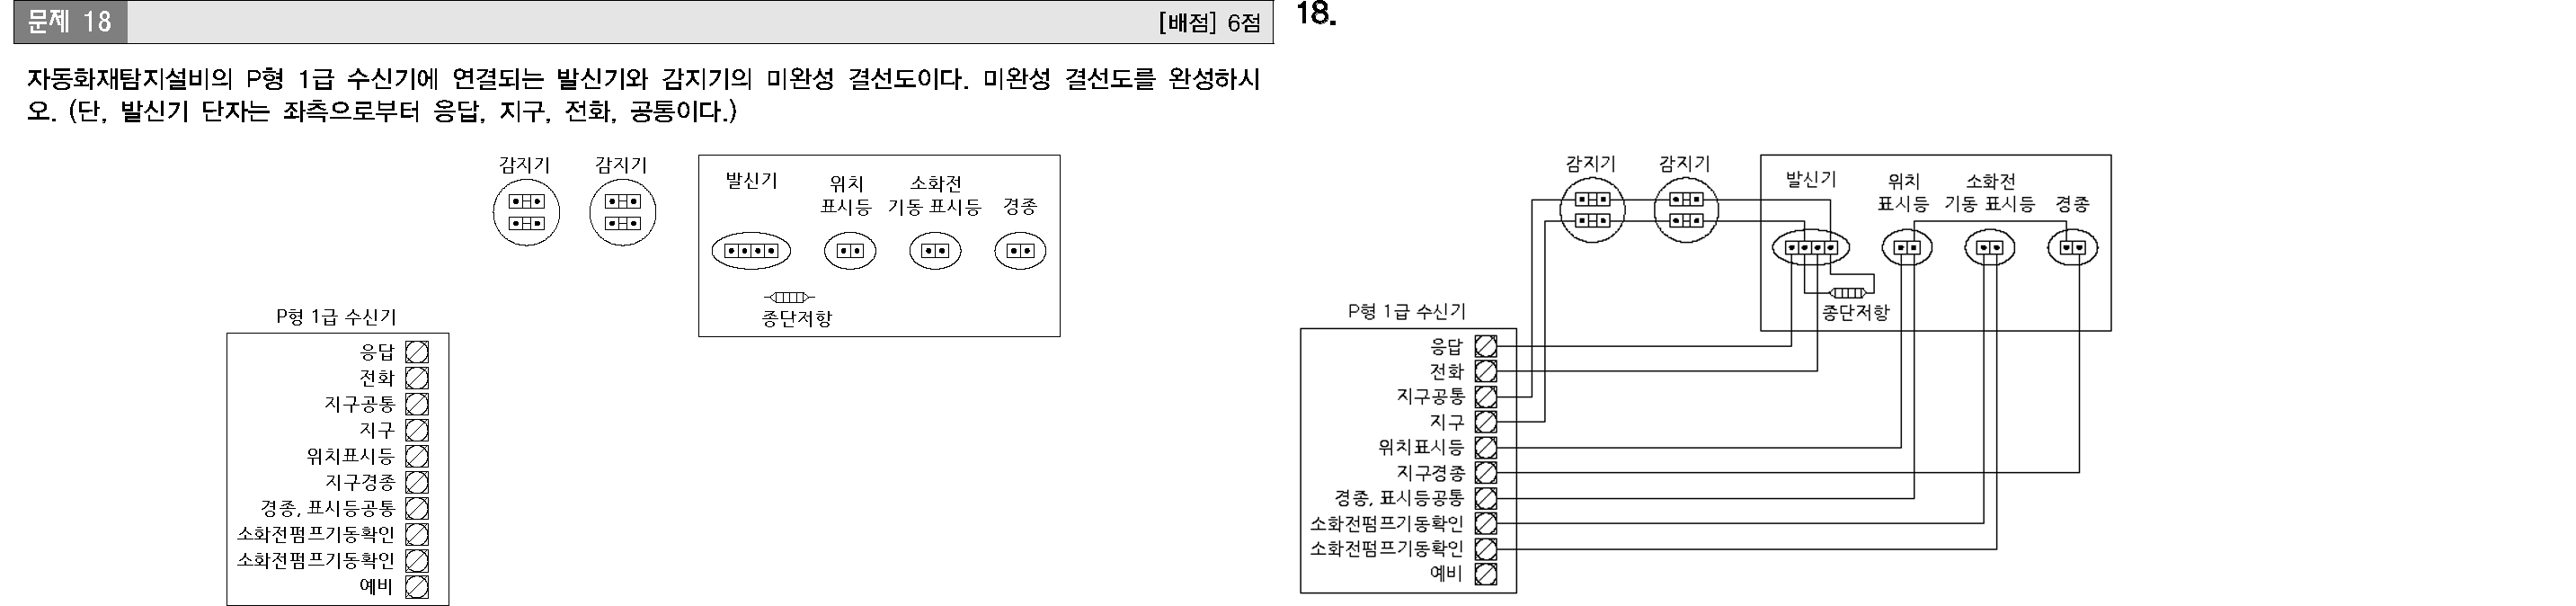 문제 18
[배점] 6점
자동화재탐지설비의 P형 1급 수신기에 연결되는 발신기와 감지기의 미완성 결선도이다. 미완성 결선도를 완성하시
오. (단, 발신기 단자는 좌측으로부터 응답, 지구, 전화, 공통이다.)
감지기 감지기
발신기 위치 소화전
표시등 기동 표시등 경종
종단저항
P형 1급 수신기
응답
전화
지구공통
지구
위치표시등
지구경종
경종, 표시등공통
소화전펌프기동확인
소화전펌프기동확인
예비
18.
감지기 감지기
발신기 위치 소화전
표시등 기동 표시등 경종
종단저항
P형 1급 수신기
응답
전화
지구공통
지구
위치표시등
지구경종
경종, 표시등공통
소화전펌프기동확인
소화전펌프기동확인
예비